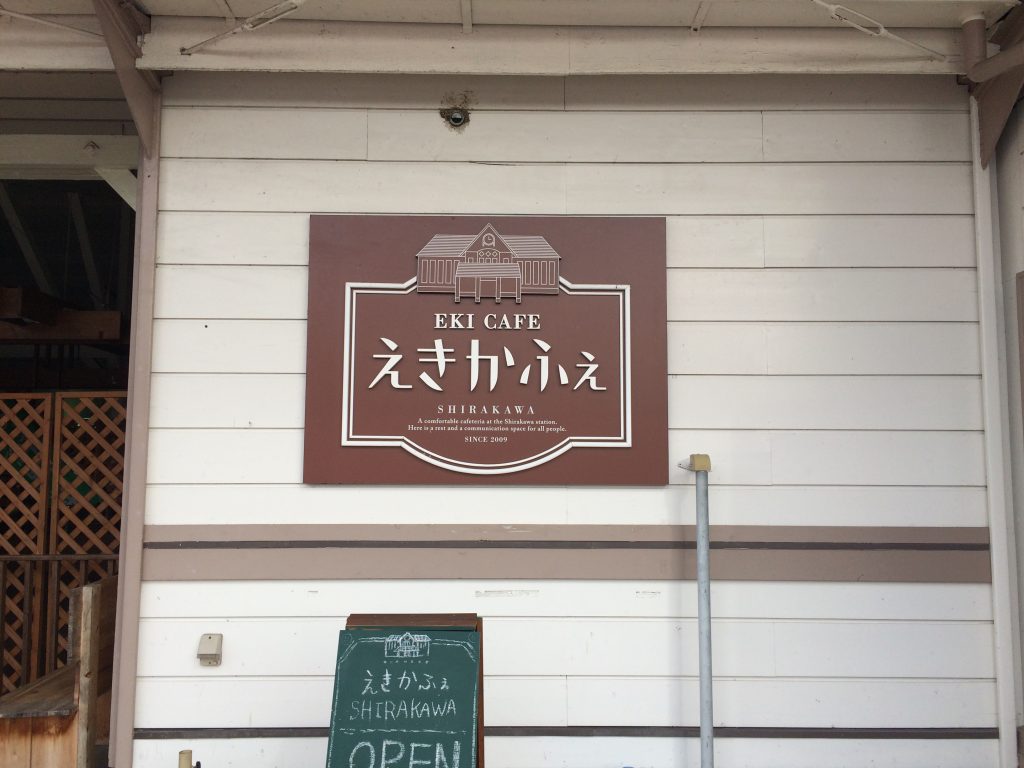 EKI CAFE
えきかふぇ
SHIRAKAWA
A comfortable cafeteria at the Shirakawa station.
Here is a rest and a communication space for all people.
SINCE 2009
えきかふぇ
SHIRAKAWA
OPEN